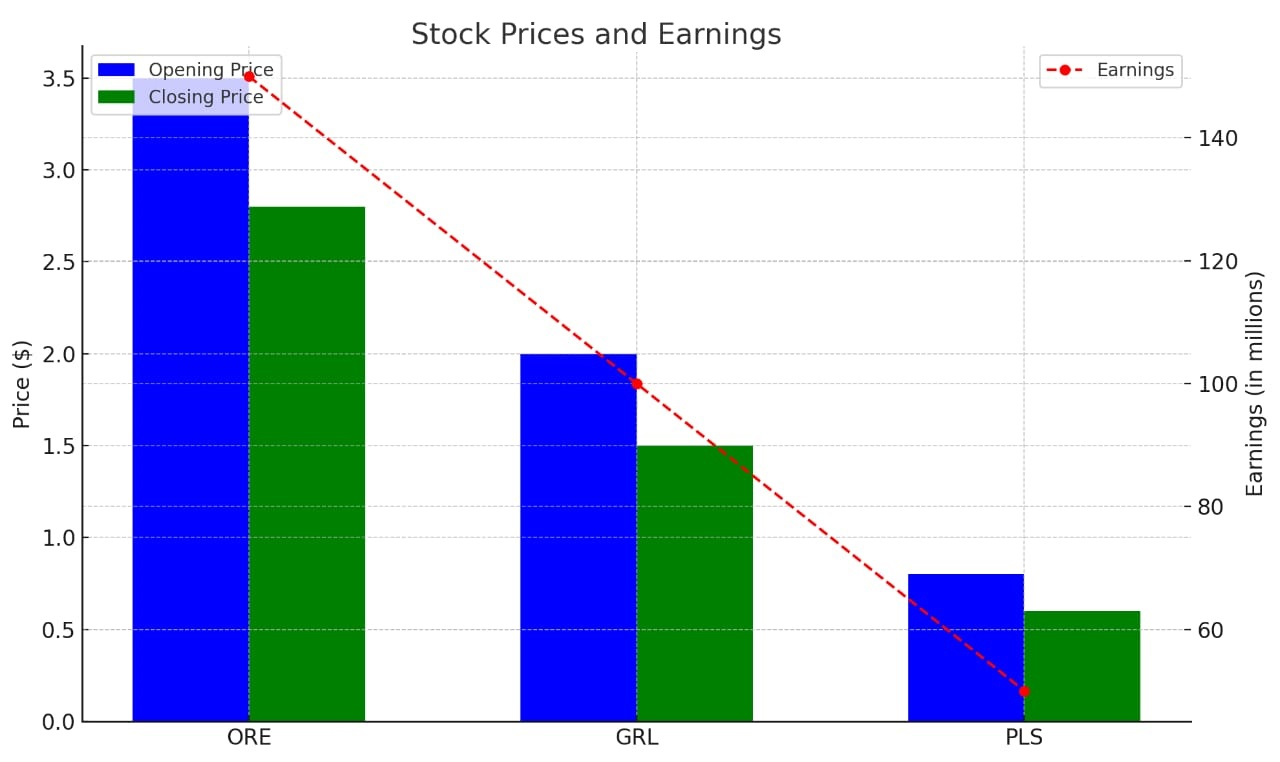 Stock Prices and Earnings
Opening Price
Closing Price
Earnings
Price ($)
3.5
3.0
2.5
2.0
1.5
1.0
0.5
0.0
140
120
100
80
60
Earnings (in millions)
ORE GRL PLS